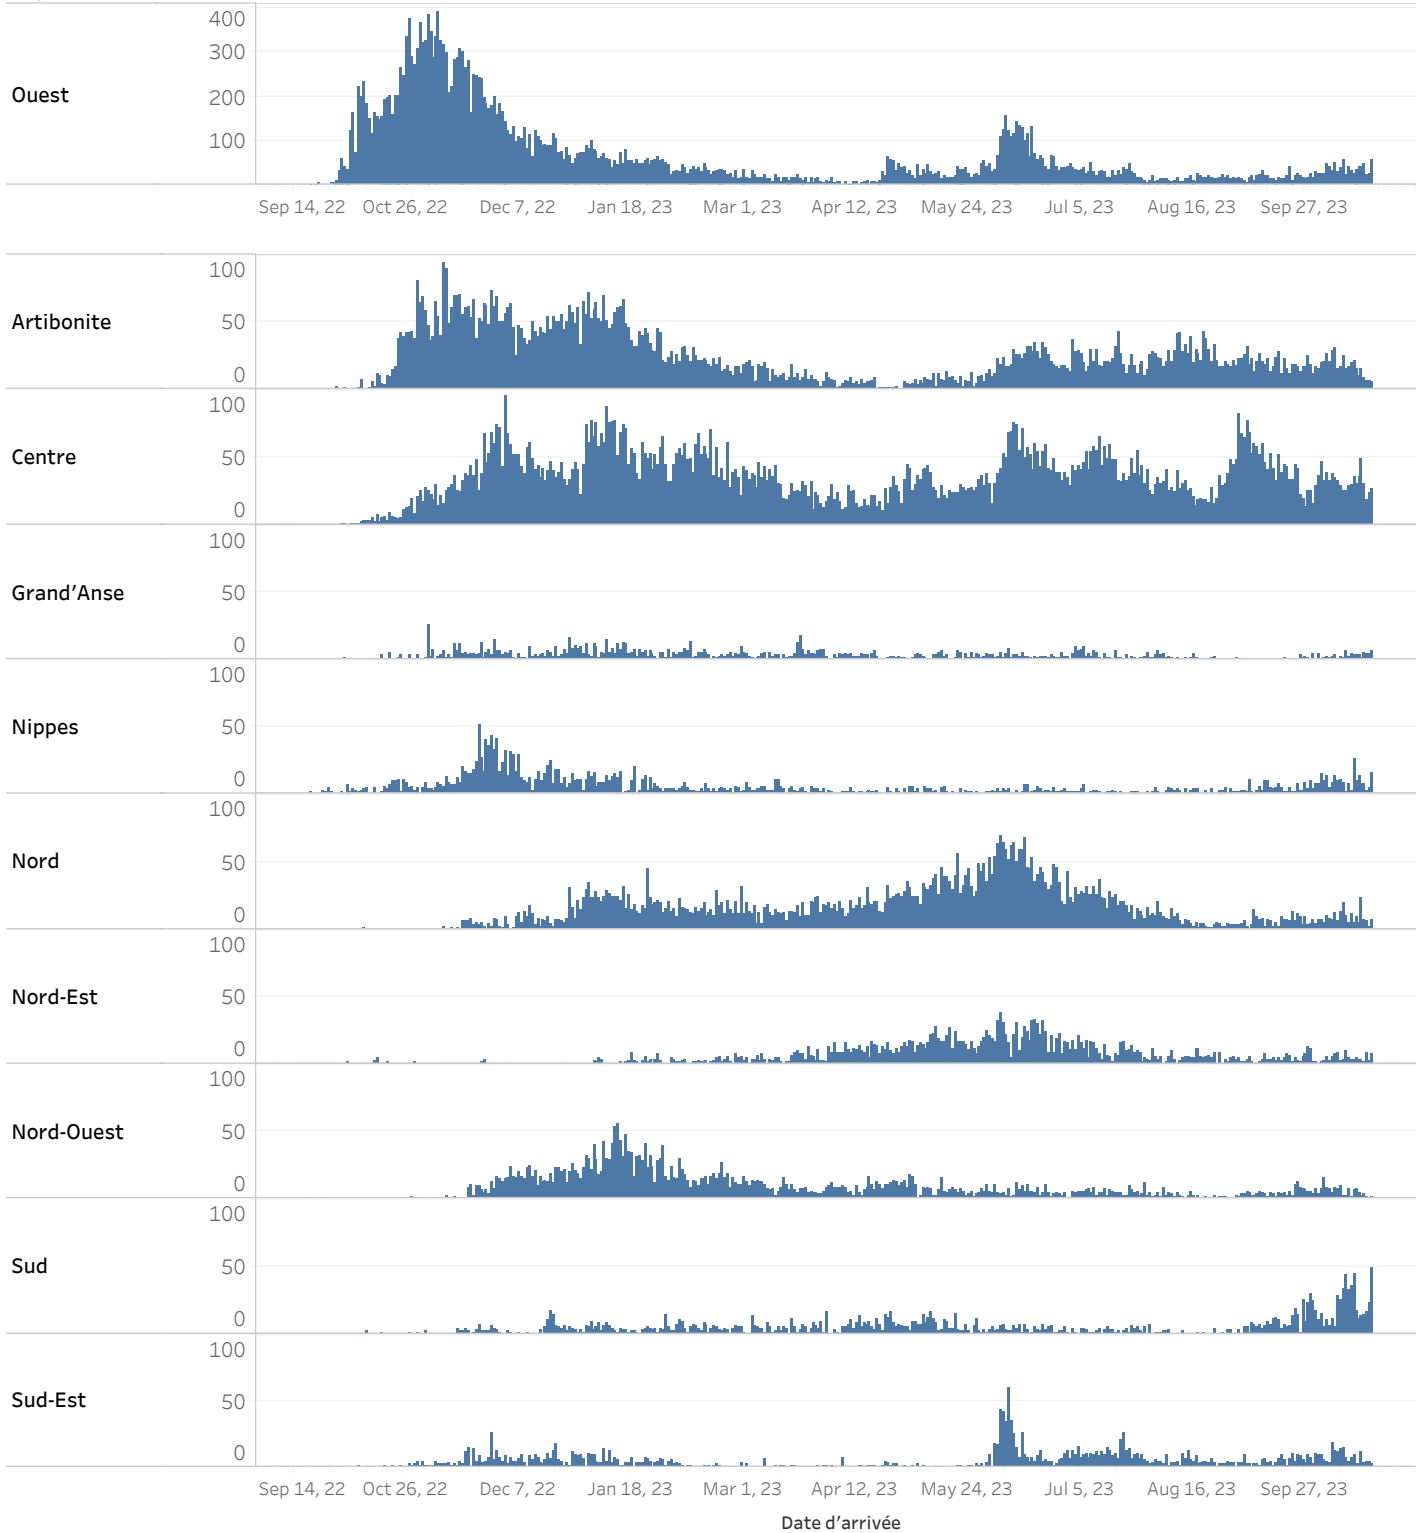 400
300
Ouest
200
100
Sep 14, 22 Oct 26, 22 Dec 7, 22 Jan 18, 23 Mar 1, 23 Apr 12, 23 May 24, 23 Jul 5, 23 Aug 16, 23 Sep 27, 23
100
Artibonite 50
0
100
Centre 50
0
100
Grand'Anse 50
0
100
Nippes 50
0
100
Nord 50
0
100
Nord-Est 50
0
100
Nord-Ouest 50
0
100
Sud 50
0
100
Sud-Est 50
0
Sep 14, 22 Oct 26, 22 Dec 7, 22 Jan 18, 23 Mar 1, 23 Apr 12, 23 May 24, 23 Jul 5, 23 Aug 16, 23 Sep 27, 23
Date d'arrivée